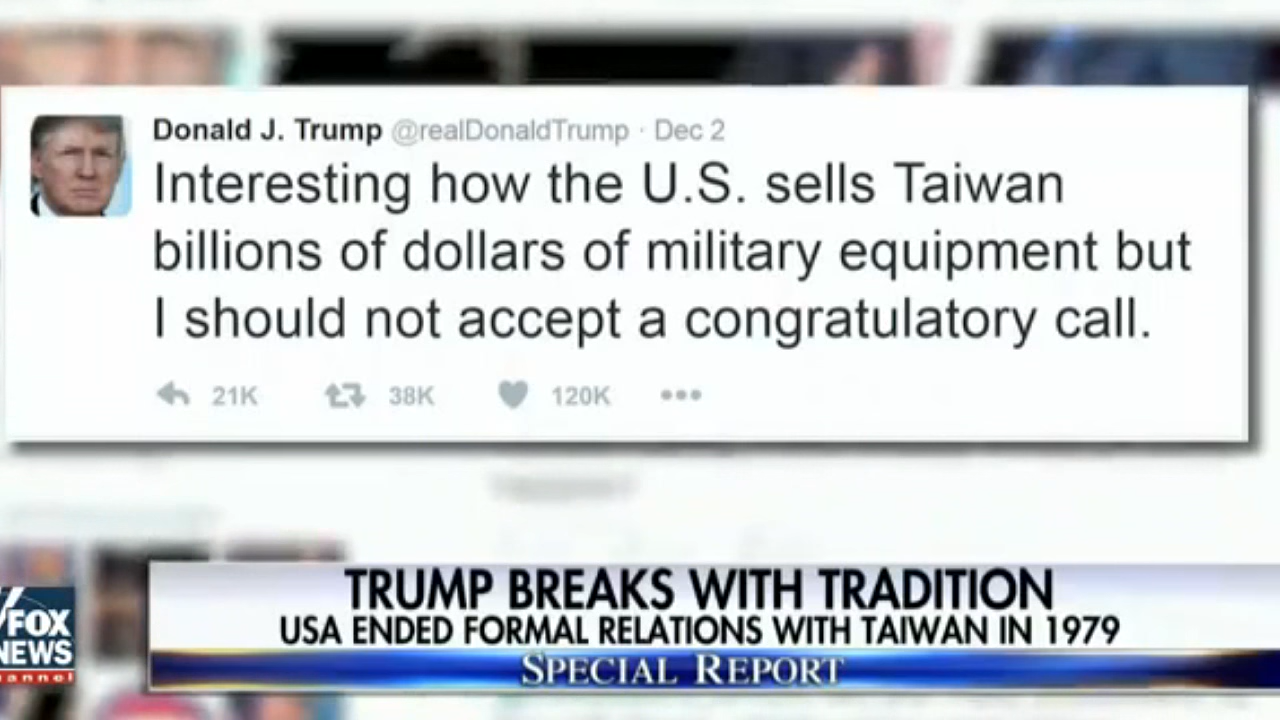 Donald J. Trump @realDonaldTrump · Dec 2
Interesting how the U.S. sells Taiwan
billions of dollars of military equipment but
I should not accept a congratulatory call.
21K 38K 120K •••
TRUMP BREAKS WITH TRADITION
USA ENDED FORMAL RELATIONS WITH TAIWAN IN 1979
SPECIAL REPORT
FOX
NEWS
channel